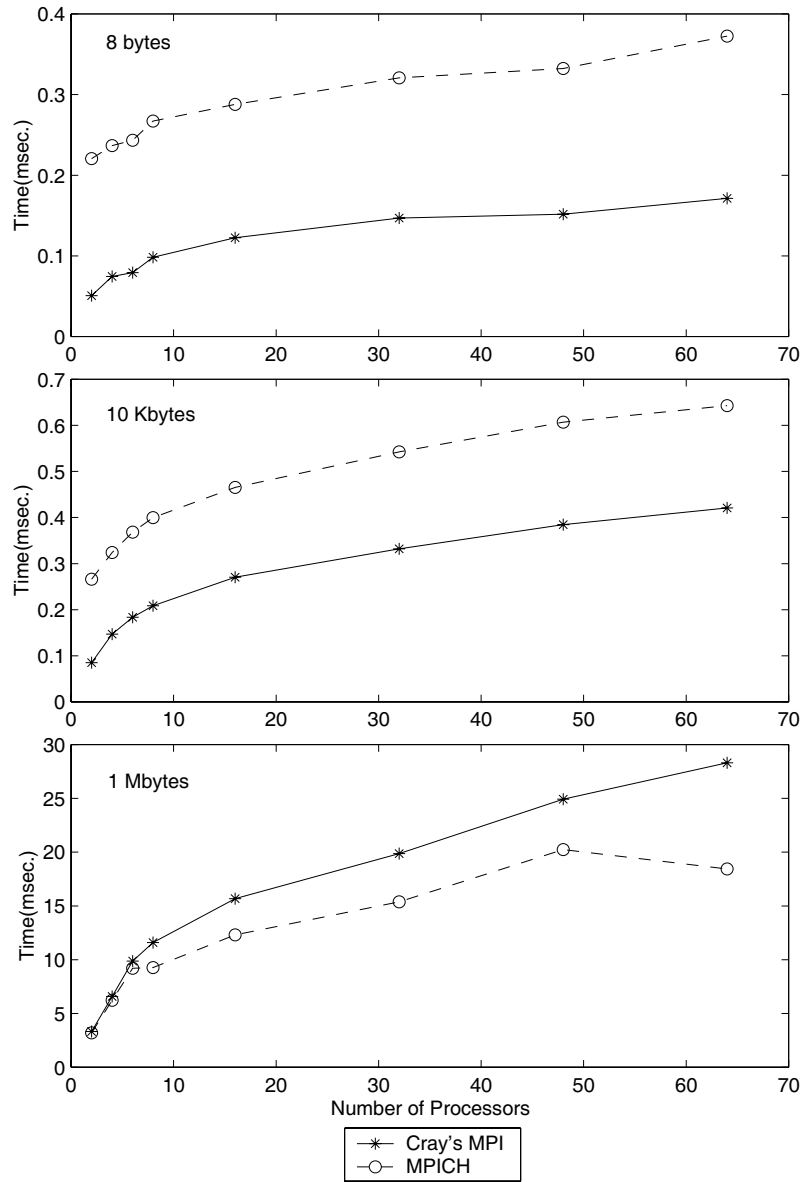 0.4
8 bytes
0.3
0.2
0.1
0
Time(msec.)
0 10 20 30 40 50 60 70
0.7
10 Kbytes
0.6
0.5
0.4
0.3
0.2
0.1
0
Time(msec.)
0 10 20 30 40 50 60 70
30
1 Mbytes
25
20
15
10
5
0
Time(msec.)
0 10 20 30 40 50 60 70
Number of Processors
Cray's MPI
MPICH